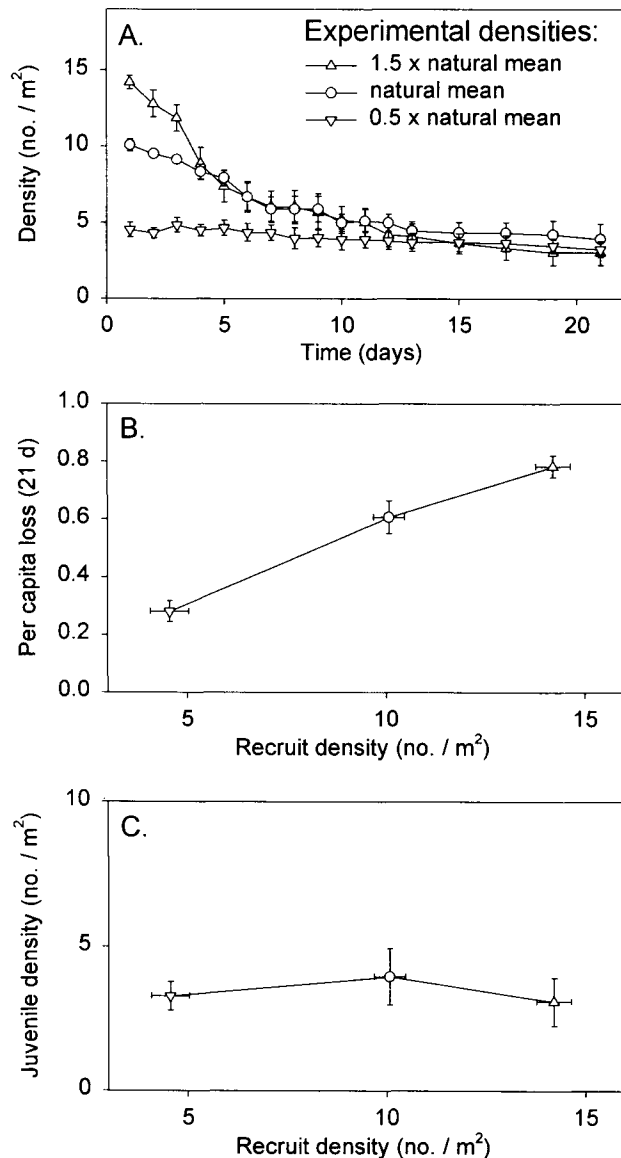 A.
Experimental densities:
1.5 x natural mean
natural mean
0.5 x natural mean
15
10
5
0
Density (no. / m²)
0 5 10 15 20
Time (days)
B.
1.0
0.8
0.6
0.4
0.2
0.0
Per capita loss (21 d)
5 10 15
Recruit density (no. / m²)
C.
10
5
0
Juvenile density (no. / m²)
5 10 15
Recruit density (no. / m²)